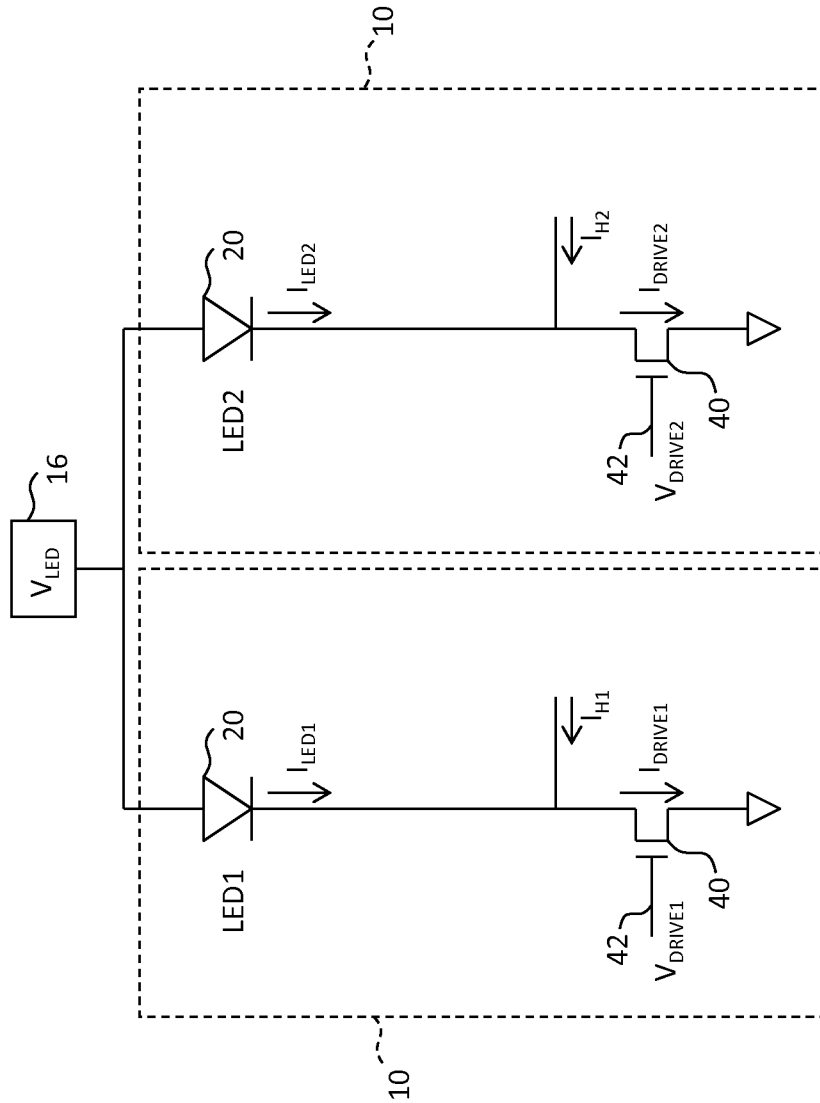 V_LED
16
10
10
20
LED1
I_LED1
20
LED2
I_LED2
I_H1
I_H2
42
V_DRIVE1
40
I_DRIVE1
42
V_DRIVE2
40
I_DRIVE2